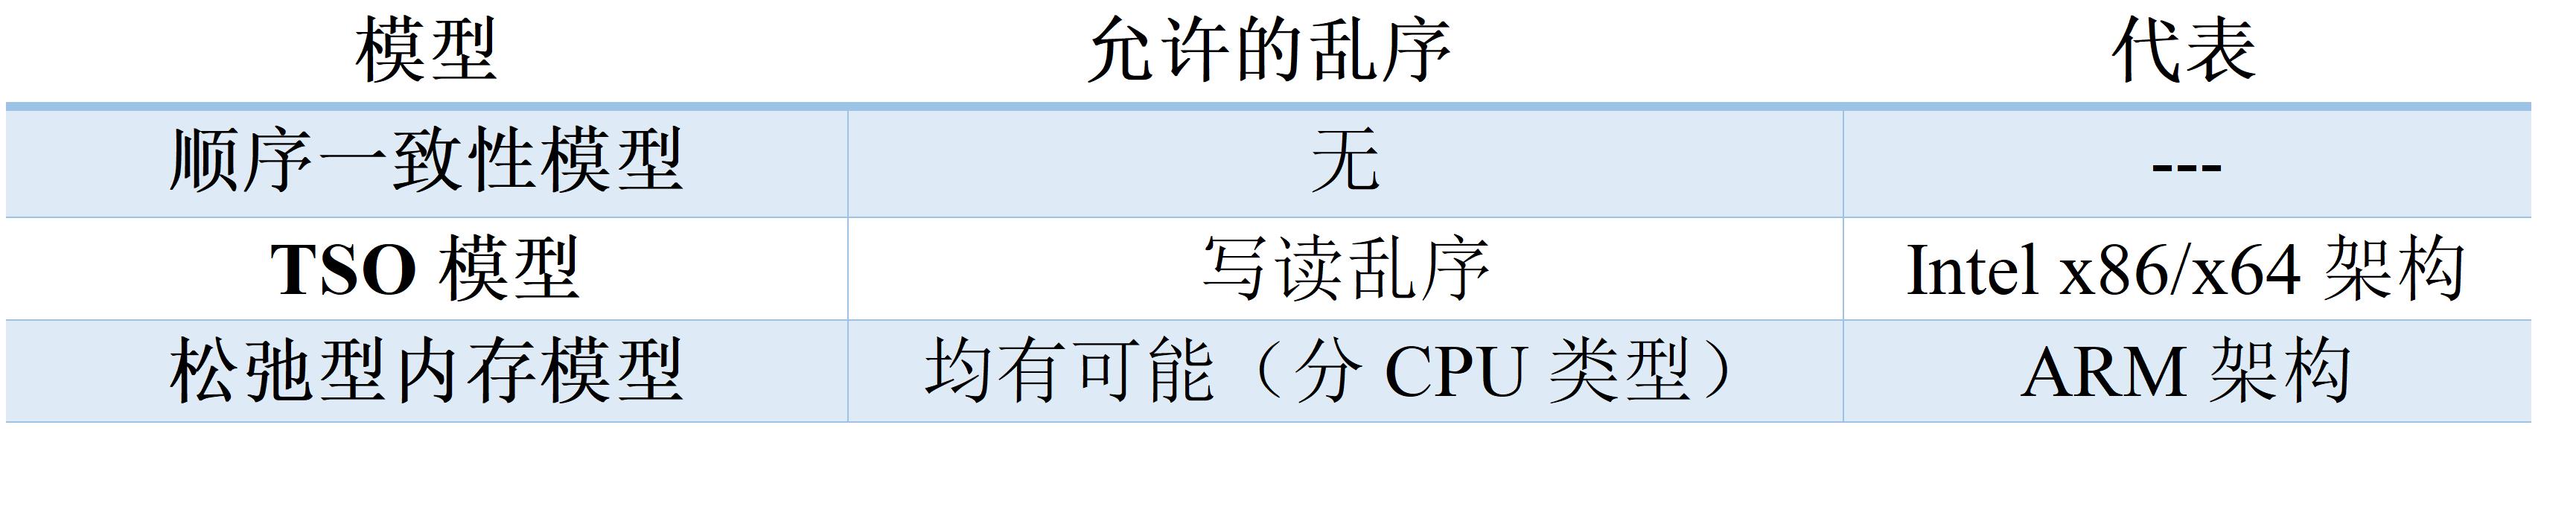 模型 允许的乱序 代表
顺序一致性模型 无 ---
TSO 模型 写读乱序 Intel x86/x64 架构
松弛型内存模型 均有可能（分 CPU 类型） ARM 架构